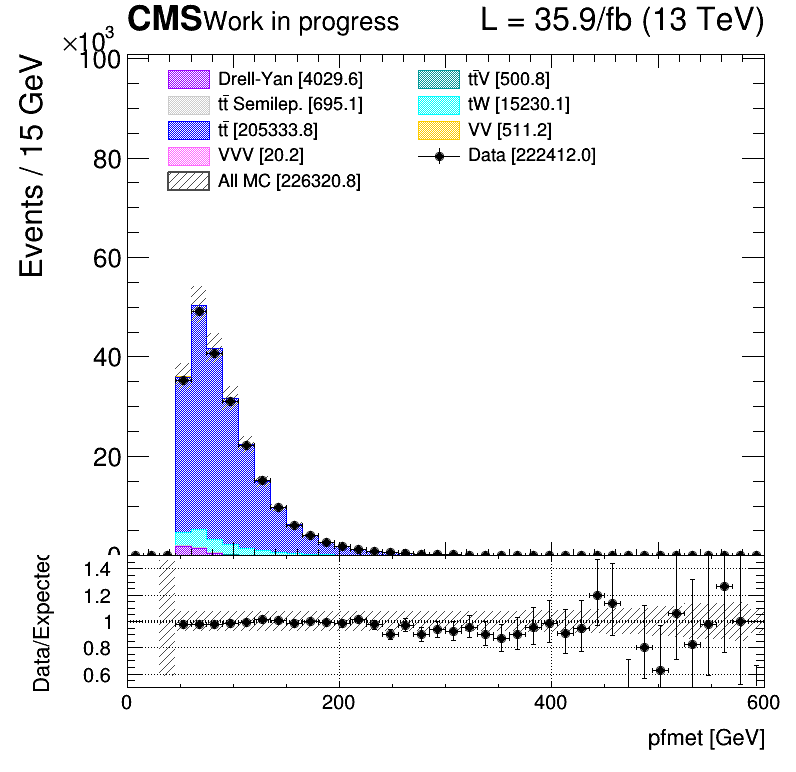 CMS Work in progress L = 35.9/fb (13 TeV)
×10³
Events / 15 GeV
100
80
60
40
20
0
Drell-Yan [4029.6]
tt̄ Semilep. [695.1]
tt̄ [205333.8]
VVV [20.2]
All MC [226320.8]
tt̄V [500.8]
tW [15230.1]
VV [511.2]
Data [222412.0]
Data/Expected
1.4
1.2
1
0.8
0.6
0 200 400 600
pfmet [GeV]